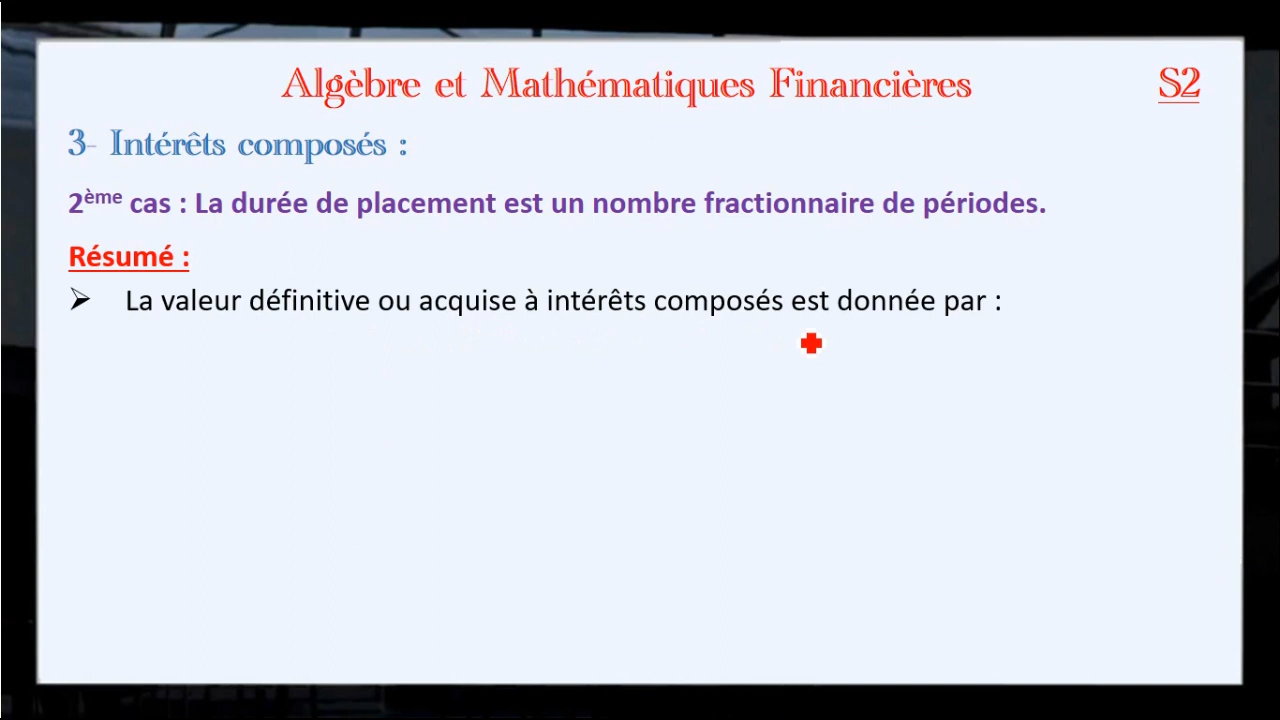 Algèbre et Mathématiques Financières S2
3- Intérêts composés :
2ème cas : La durée de placement est un nombre fractionnaire de périodes.
Résumé :
➢ La valeur définitive ou acquise à intérêts composés est donnée par :